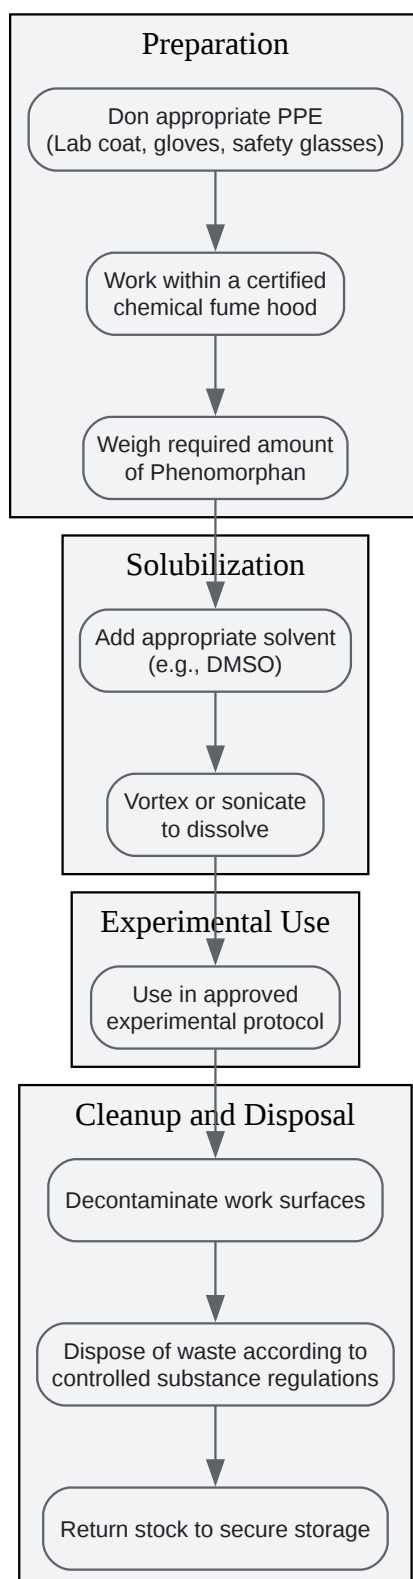 Preparation
Don appropriate PPE
(Lab coat, gloves, safety glasses)
Work within a certified
chemical fume hood
Weigh required amount
of Phenomorphan
Solubilization
Add appropriate solvent
(e.g., DMSO)
Vortex or sonicate
to dissolve
Experimental Use
Use in approved
experimental protocol
Cleanup and Disposal
Decontaminate work surfaces
Dispose of waste according to
controlled substance regulations
Return stock to secure storage